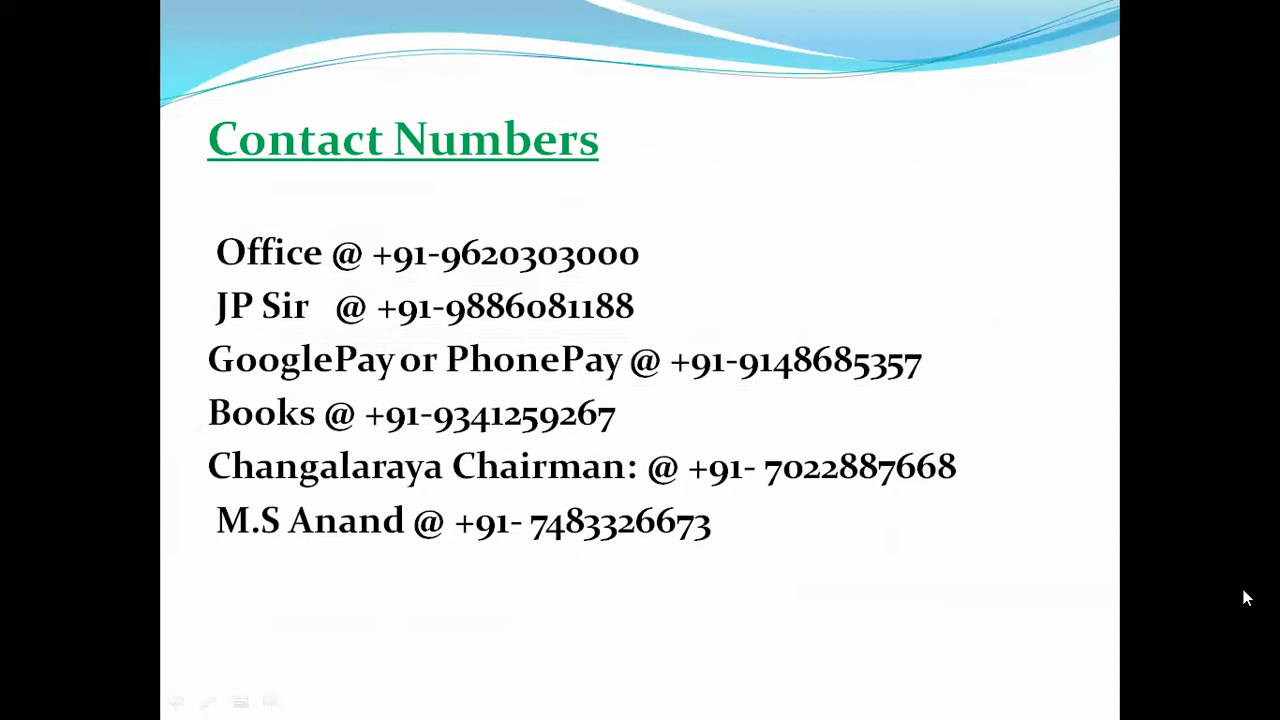 Contact Numbers
Office @ +91-9620303000
JP Sir @ +91-9886081188
GooglePay or PhonePay @ +91-9148685357
Books @ +91-9341259267
Changalaraya Chairman: @ +91- 7022887668
M.S Anand @ +91- 7483326673